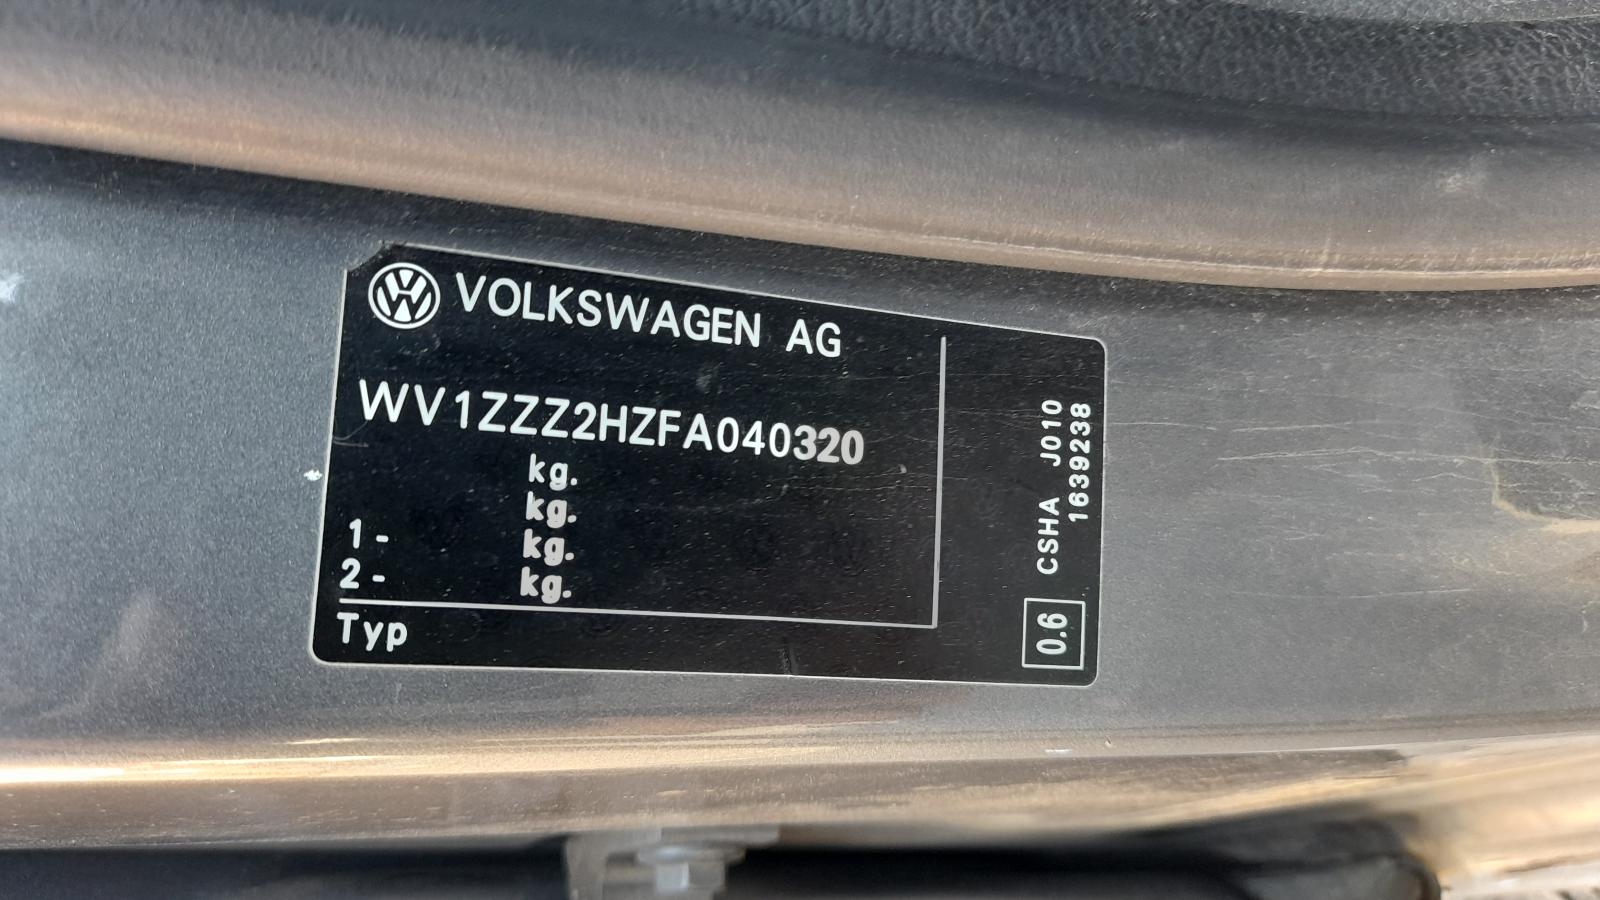 VOLKSWAGEN AG
WV1ZZZ2HZFA040320
kg.
kg.
1- kg.
2- kg.
Typ
CSHA J010
1639238
0.6